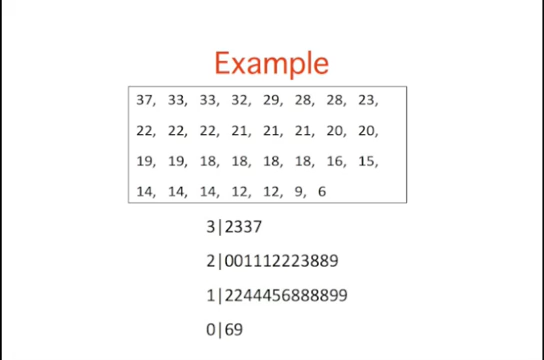 Example
37, 33, 33, 32, 29, 28, 28, 23,
22, 22, 22, 21, 21, 21, 20, 20,
19, 19, 18, 18, 18, 18, 16, 15,
14, 14, 14, 12, 12, 9, 6
3|2337
2|001112223889
1|2244456888899
0|69